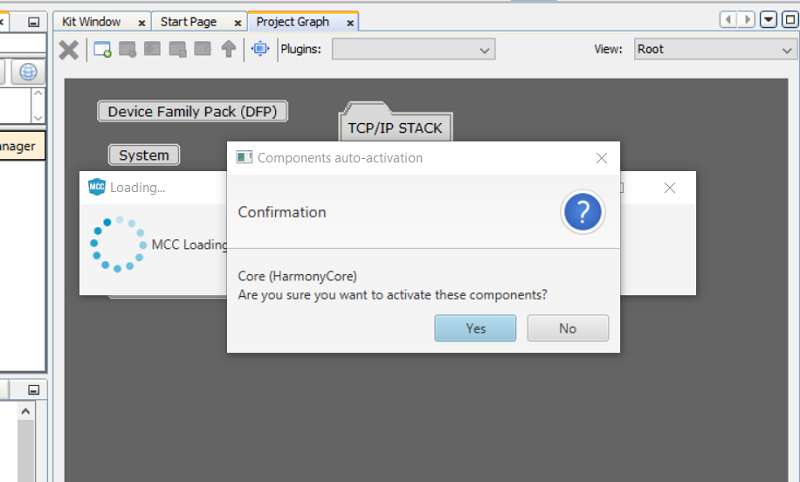 Kit Window
Start Page
Project Graph
Plugins:
View: Root
Device Family Pack (DFP)
TCP/IP STACK
System
Components auto-activation
MCC Loading...
Confirmation
?
MCC Loading
Core (HarmonyCore)
Are you sure you want to activate these components?
Yes
No